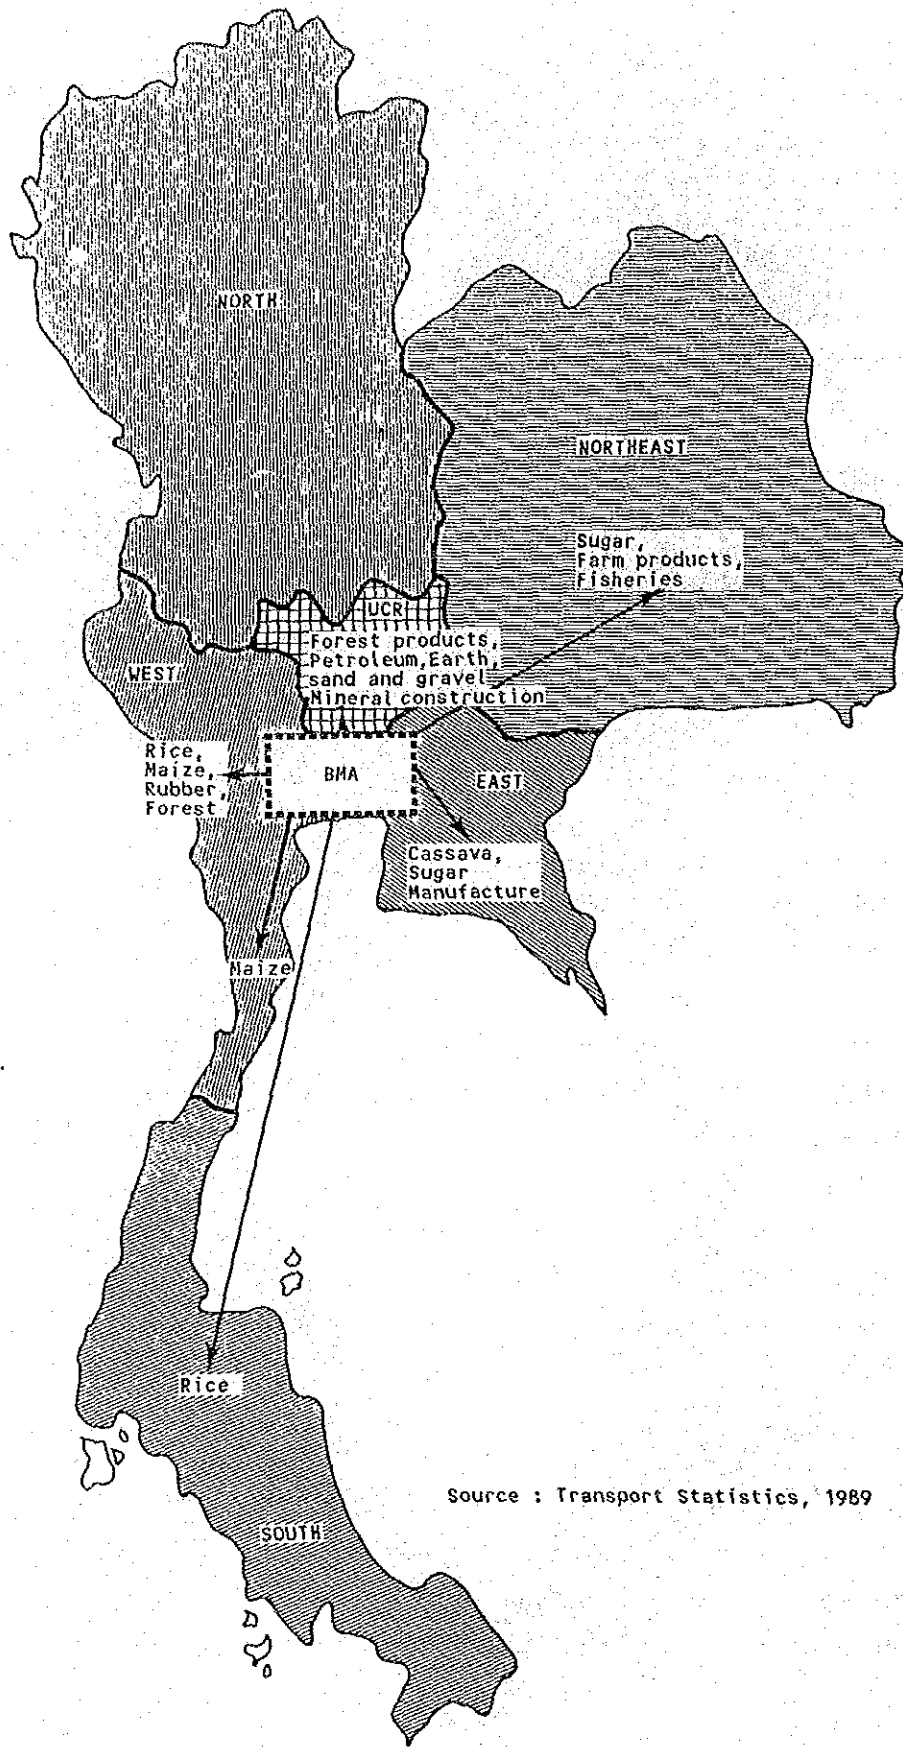 NORTH
NORTHEAST
Sugar,
Farm products,
Fisheries
UCR
Forest products,
Petroleum,Earth,
sand and gravel
Mineral construction
WEST
Rice,
Maize,
Rubber,
Forest
BMA
EAST
Cassava,
Sugar
Manufacture
Maize
Rice
Source : Transport Statistics, 1989
SOUTH